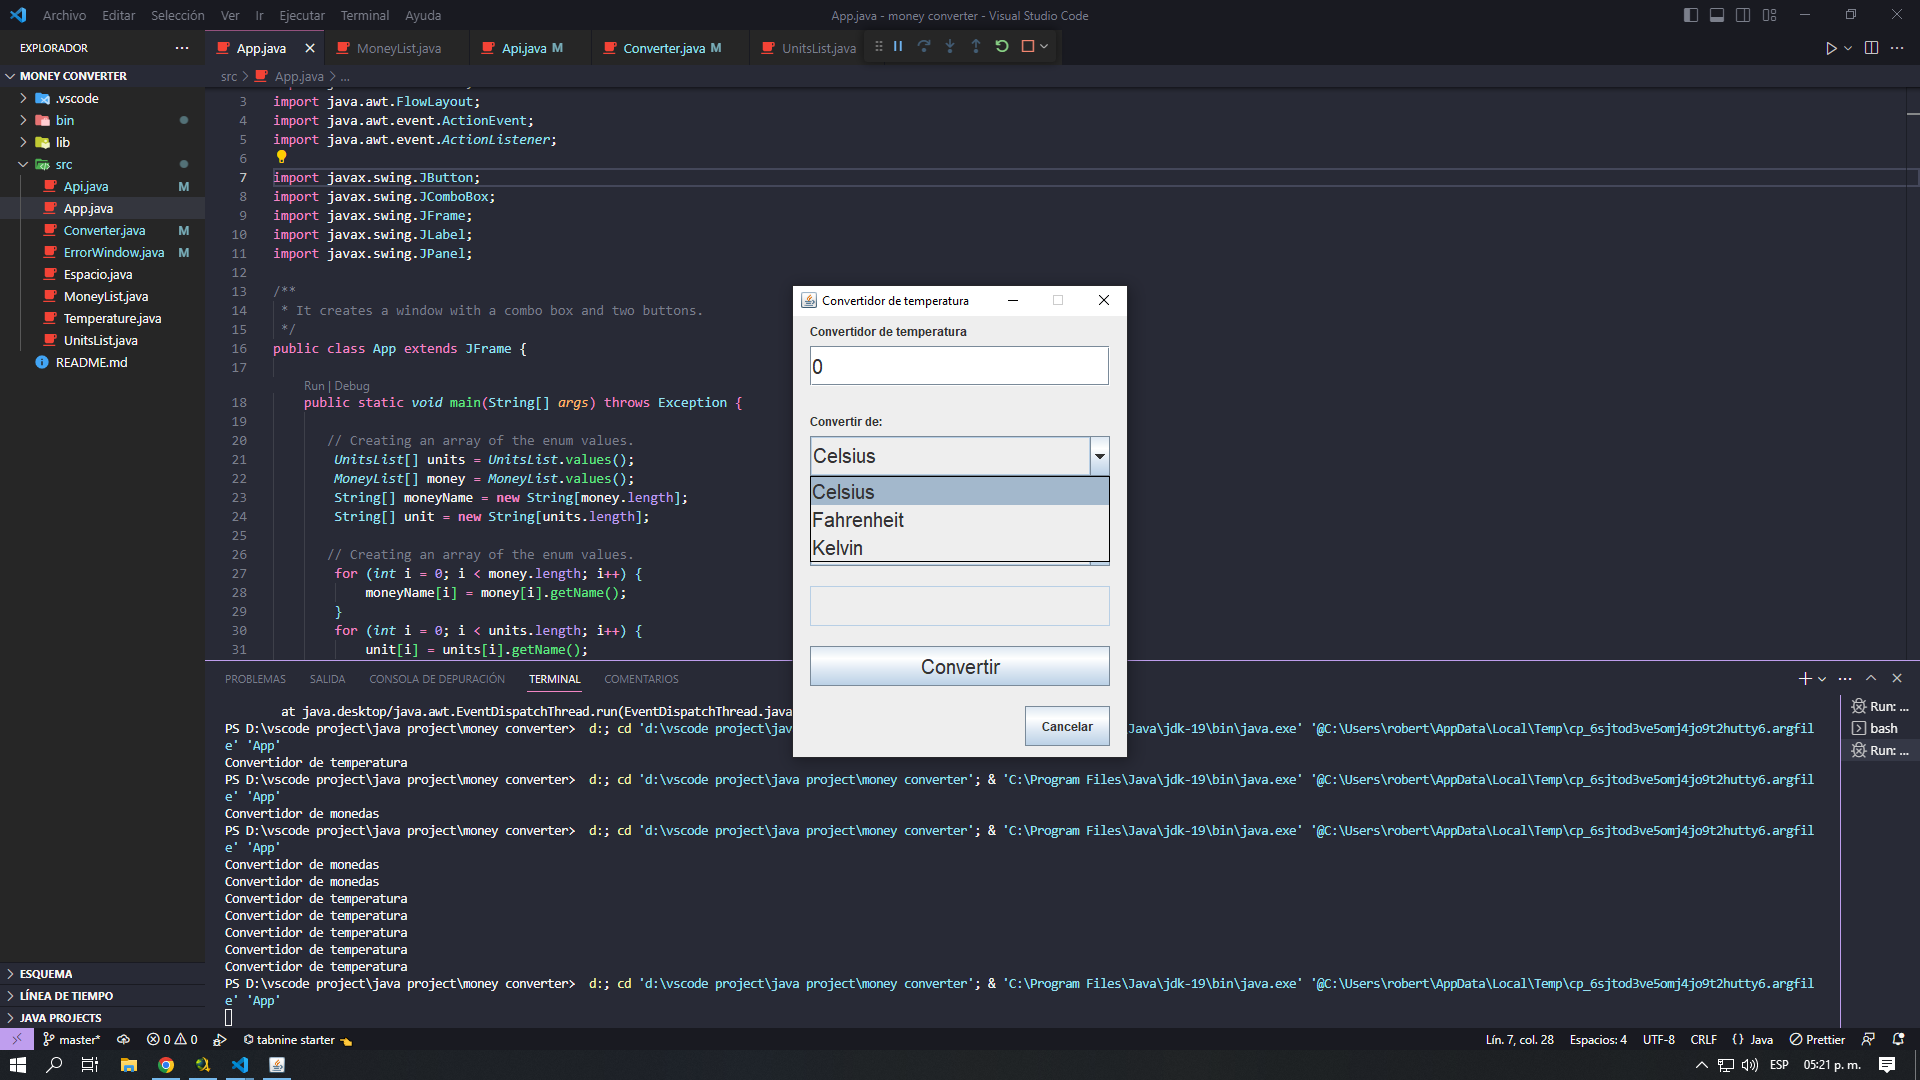 Archivo Editar Selección Ver Ir Ejecutar Terminal Ayuda
App.java - money converter - Visual Studio Code
EXPLORADOR
App.java
MoneyList.java
Api.java M
Converter.java M
UnitsList.java
MONEY CONVERTER
.vscode
bin
lib
src
Api.java M
App.java
Converter.java M
ErrorWindow.java M
Espacio.java
MoneyList.java
Temperature.java
UnitsList.java
README.md
ESQUEMA
LÍNEA DE TIEMPO
JAVA PROJECTS
src > App.java > ...
3 import java.awt.FlowLayout;
4 import java.awt.event.ActionEvent;
5 import java.awt.event.ActionListener;
6
7 import javax.swing.JButton;
8 import javax.swing.JComboBox;
9 import javax.swing.JFrame;
10 import javax.swing.JLabel;
11 import javax.swing.JPanel;
12
13 /**
14 * It creates a window with a combo box and two buttons.
15 */
16 public class App extends JFrame {
17
Run | Debug
18 public static void main(String[] args) throws Exception {
19
20 // Creating an array of the enum values.
21 UnitsList[] units = UnitsList.values();
22 MoneyList[] money = MoneyList.values();
23 String[] moneyName = new String[money.length];
24 String[] unit = new String[units.length];
25
26 // Creating an array of the enum values.
27 for (int i = 0; i < money.length; i++) {
28 moneyName[i] = money[i].getName();
29 }
30 for (int i = 0; i < units.length; i++) {
31 unit[i] = units[i].getName();
Convertidor de temperatura
Convertidor de temperatura
0
Convertir de:
Celsius
Celsius
Fahrenheit
Kelvin
Convertir
Cancelar
PROBLEMAS SALIDA CONSOLA DE DEPURACIÓN TERMINAL COMENTARIOS
at java.desktop/java.awt.EventDispatchThread.run(EventDispatchThread.java
PS D:\vscode project\java project\money converter> d:; cd 'd:\vscode project\jav a\jdk-19\bin\java.exe' '@C:\Users\robert\AppData\Local\Temp\cp_6sjtod3ve5omj4jo9t2hutty6.argfil
e' 'App'
Convertidor de temperatura
PS D:\vscode project\java project\money converter> d:; cd 'd:\vscode project\java project\money converter'; & 'C:\Program Files\Java\jdk-19\bin\java.exe' '@C:\Users\robert\AppData\Local\Temp\cp_6sjtod3ve5omj4jo9t2hutty6.argfil
e' 'App'
Convertidor de monedas
PS D:\vscode project\java project\money converter> d:; cd 'd:\vscode project\java project\money converter'; & 'C:\Program Files\Java\jdk-19\bin\java.exe' '@C:\Users\robert\AppData\Local\Temp\cp_6sjtod3ve5omj4jo9t2hutty6.argfil
e' 'App'
Convertidor de monedas
Convertidor de monedas
Convertidor de temperatura
Convertidor de temperatura
Convertidor de temperatura
Convertidor de temperatura
Convertidor de temperatura
PS D:\vscode project\java project\money converter> d:; cd 'd:\vscode project\java project\money converter'; & 'C:\Program Files\Java\jdk-19\bin\java.exe' '@C:\Users\robert\AppData\Local\Temp\cp_6sjtod3ve5omj4jo9t2hutty6.argfil
e' 'App'
Run: ...
bash
Run: ...
master* 0 0 tabnine starter
Lín. 7, col. 28 Espacios: 4 UTF-8 CRLF {} Java Prettier
ESP 05:21 p. m.